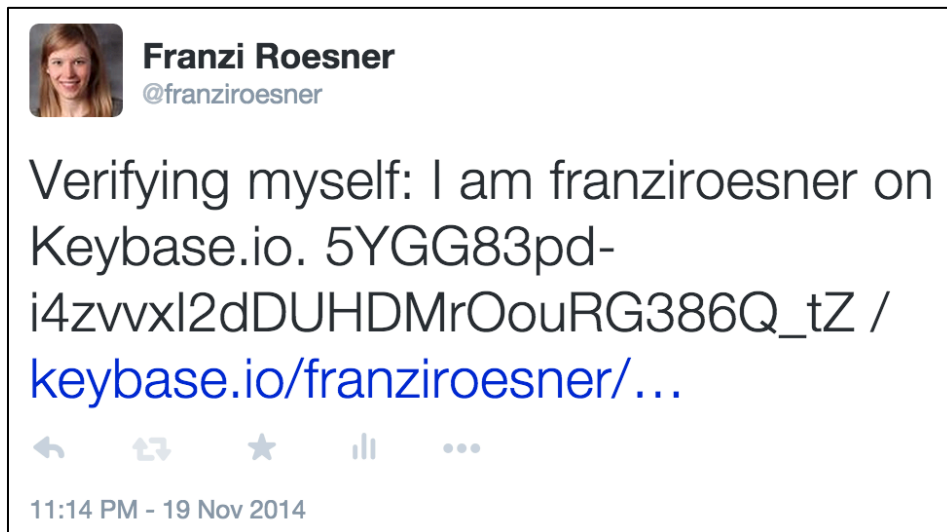 Franzi Roesner
@franziroesner
Verifying myself: I am franziroesner on
Keybase.io. 5YGG83pd-
i4zvvxI2dDUHDMrOouRG386Q_tZ /
keybase.io/franziroesner/…
11:14 PM - 19 Nov 2014